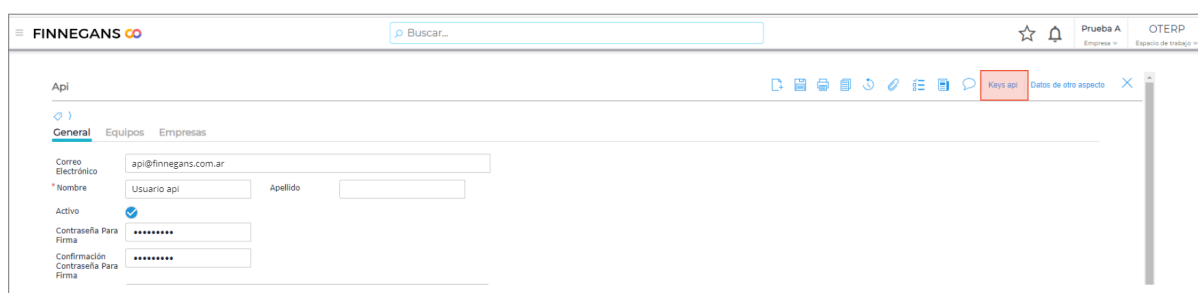 FINNEGANS
Buscar...
Prueba A
Empresa
OTERP
Espacio de trabajo
Api
Keys api
Datos de otro aspecto
General Equipos Empresas
Correo
Electrónico
api@finnegans.com.ar
* Nombre
Usuario api
Apellido
Activo
Contraseña Para
Firma
•••••••••
Confirmación
Contraseña Para
Firma
•••••••••